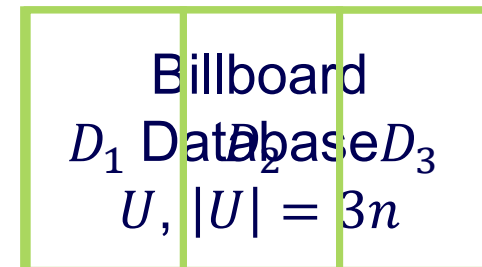 Billboard
D₁ Database D₂ D₃
U, |U| = 3n